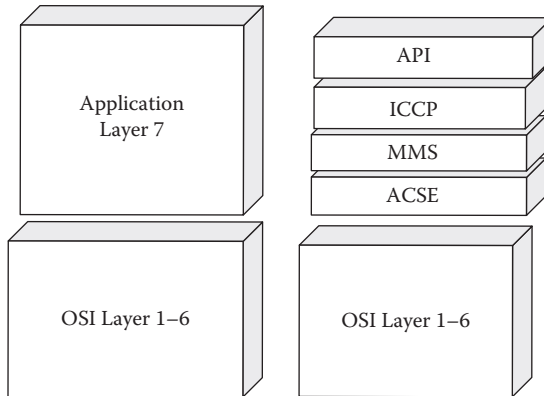 Application
Layer 7
OSI Layer 1–6
API
ICCP
MMS
ACSE
OSI Layer 1–6